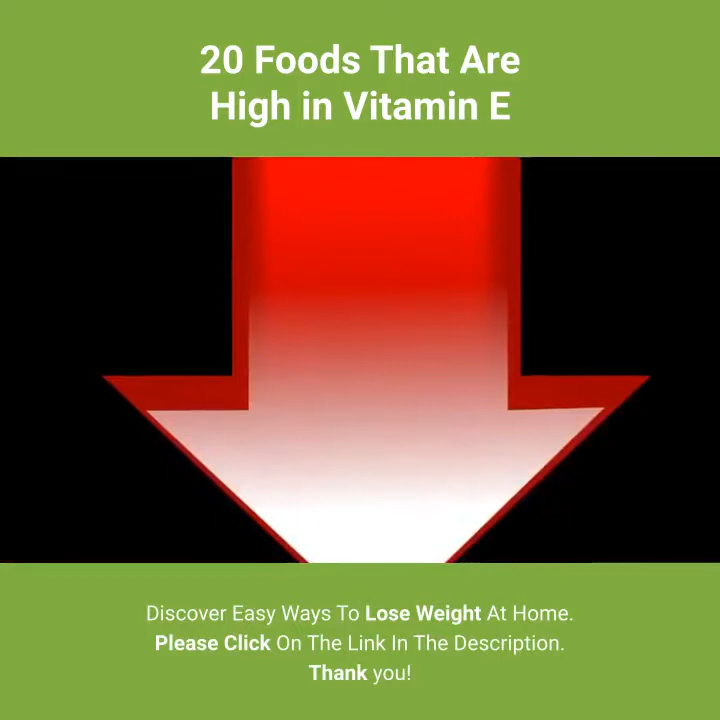 20 Foods That Are
High in Vitamin E
Discover Easy Ways To Lose Weight At Home.
Please Click On The Link In The Description.
Thank you!